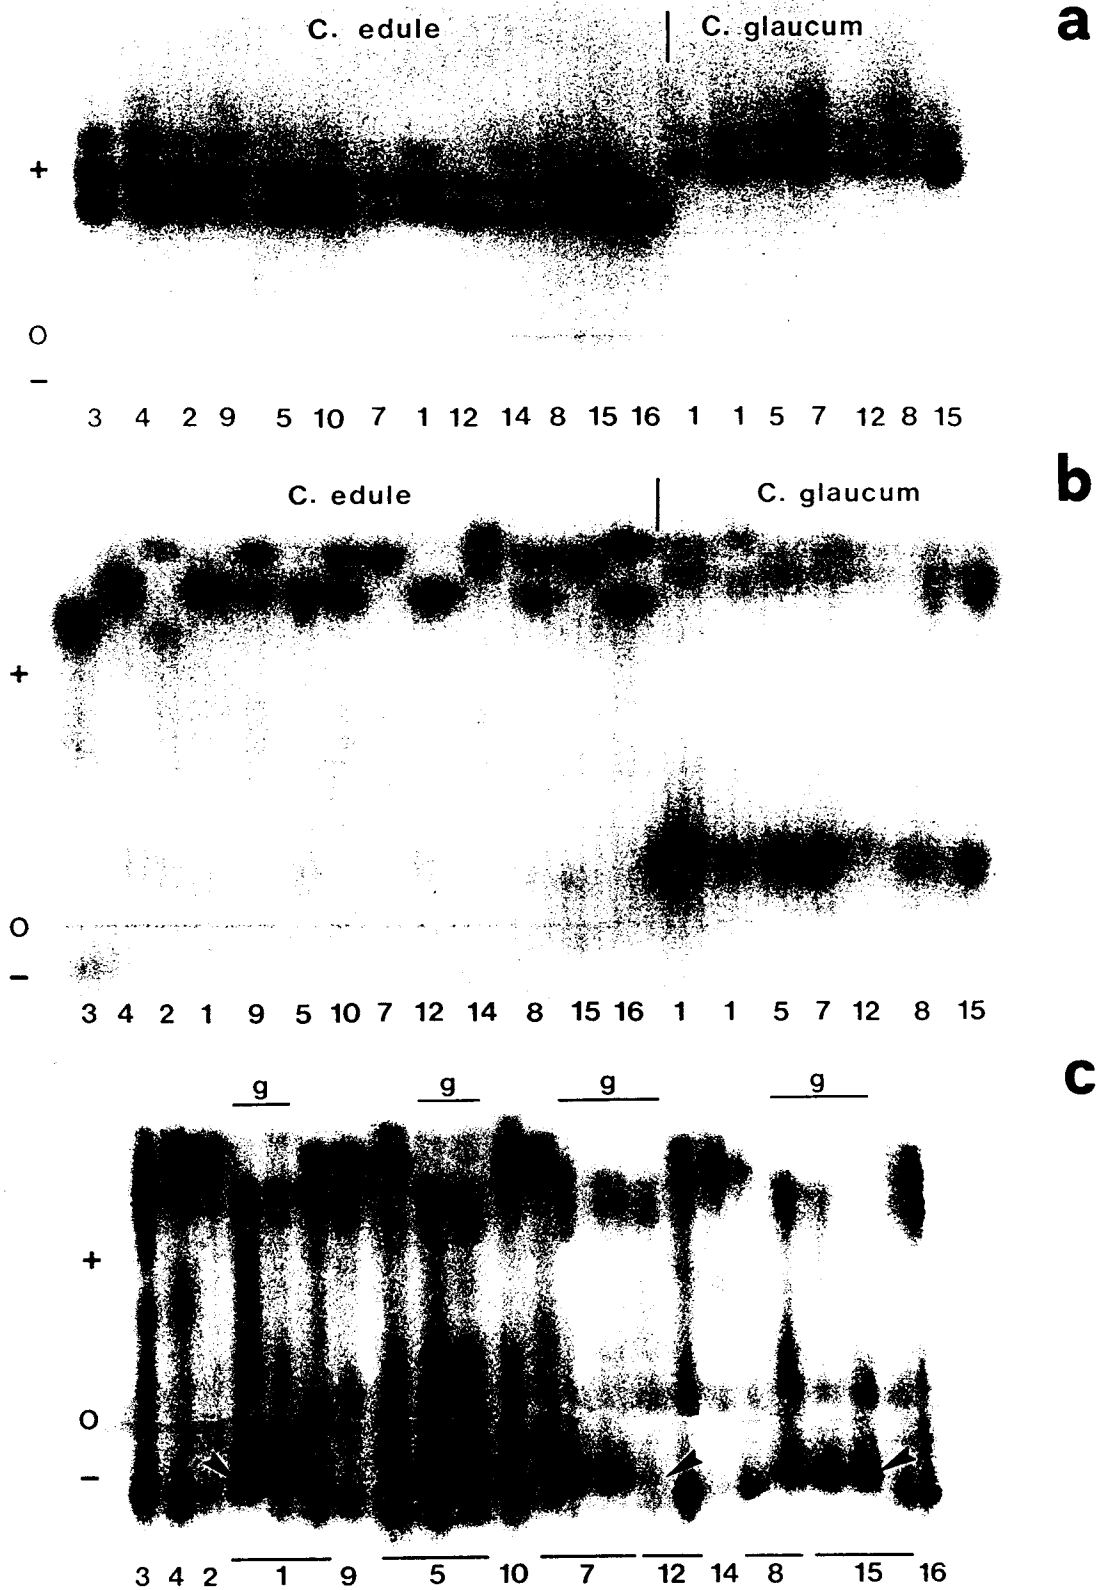 a
C. edule C. glaucum
+
O
−
3 4 2 9 5 10 7 1 12 14 8 15 16 1 1 5 7 12 8 15
b
C. edule C. glaucum
+
O
−
3 4 2 1 9 5 10 7 12 14 8 15 16 1 1 5 7 12 8 15
c
g g g g
+
O
−
3 4 2 1 9 5 10 7 12 14 8 15 16